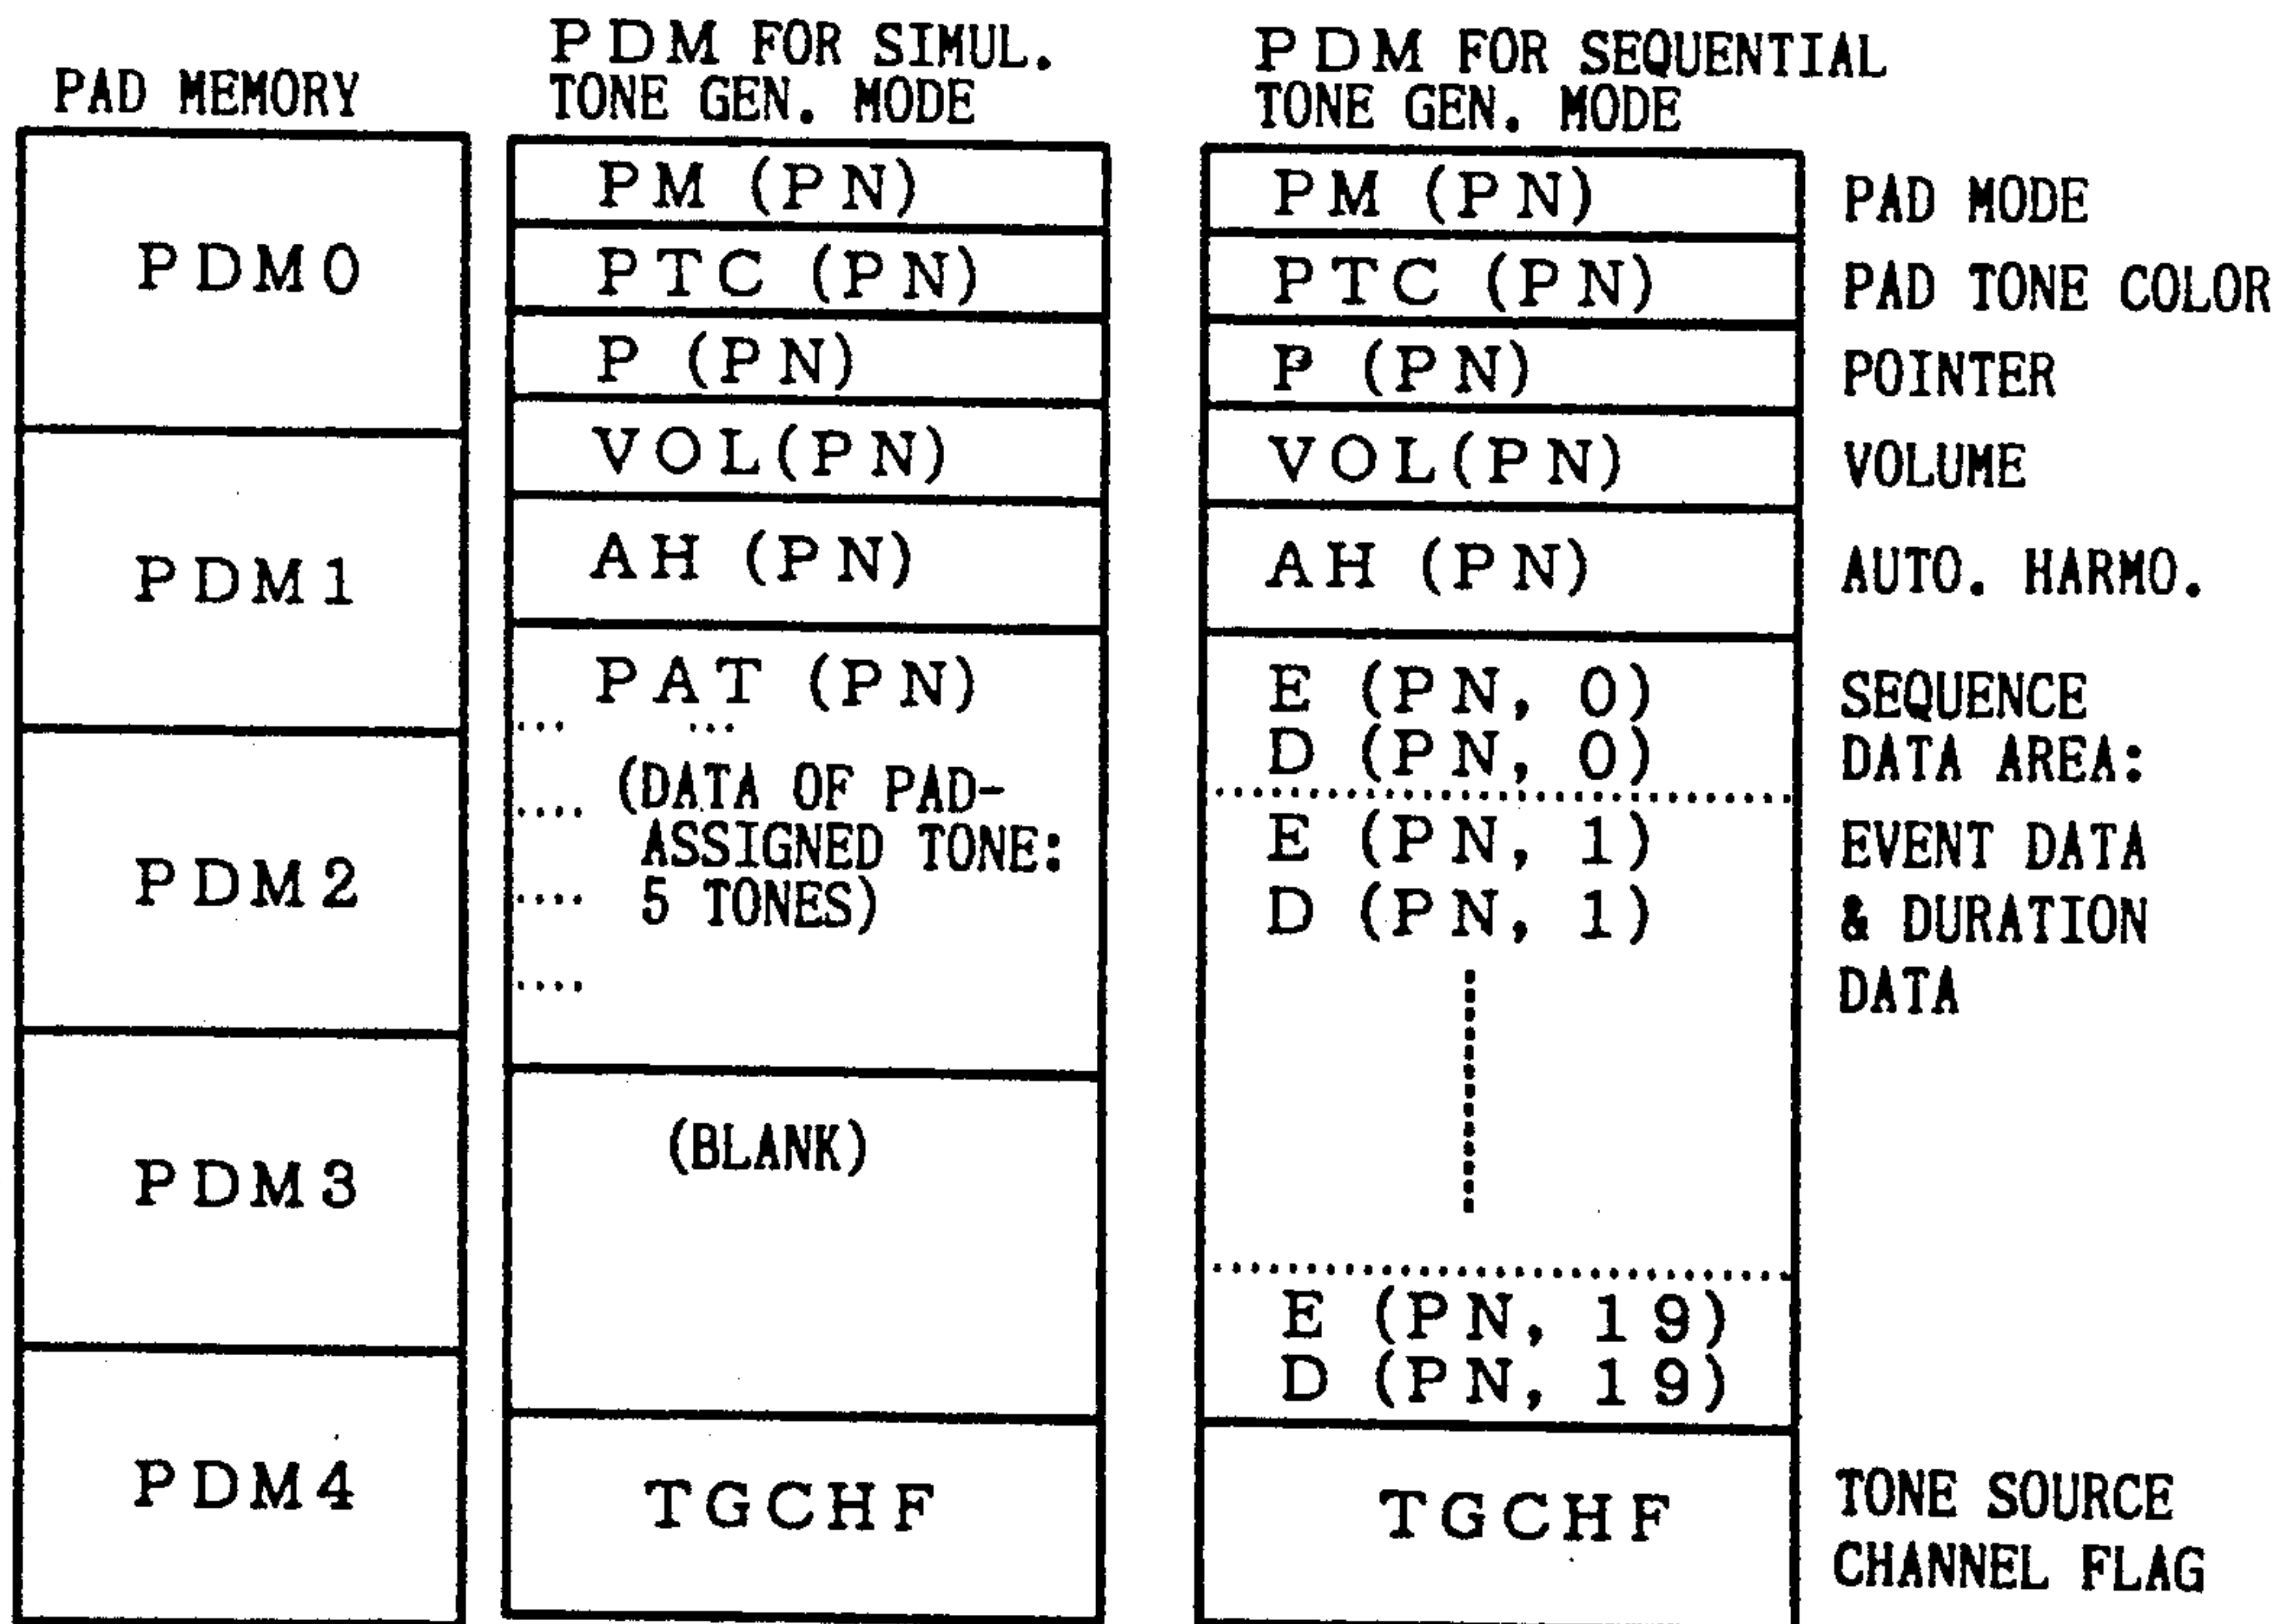 PAD MEMORY
PDM0
PDM1
PDM2
PDM3
PDM4
PDM FOR SIMUL.
TONE GEN. MODE
PM (PN)
PTC (PN)
P (PN)
VOL(PN)
AH (PN)
PAT (PN)
... ...
.... (DATA OF PAD-
ASSIGNED TONE:
.... 5 TONES)
....
(BLANK)
TGCHF
PDM FOR SEQUENTIAL
TONE GEN. MODE
PM (PN)
PTC (PN)
P (PN)
VOL(PN)
AH (PN)
E (PN, 0)
D (PN, 0)
E (PN, 1)
D (PN, 1)
E (PN, 19)
D (PN, 19)
TGCHF
PAD MODE
PAD TONE COLOR
POINTER
VOLUME
AUTO. HARMO.
SEQUENCE
DATA AREA:
EVENT DATA
& DURATION
DATA
TONE SOURCE
CHANNEL FLAG